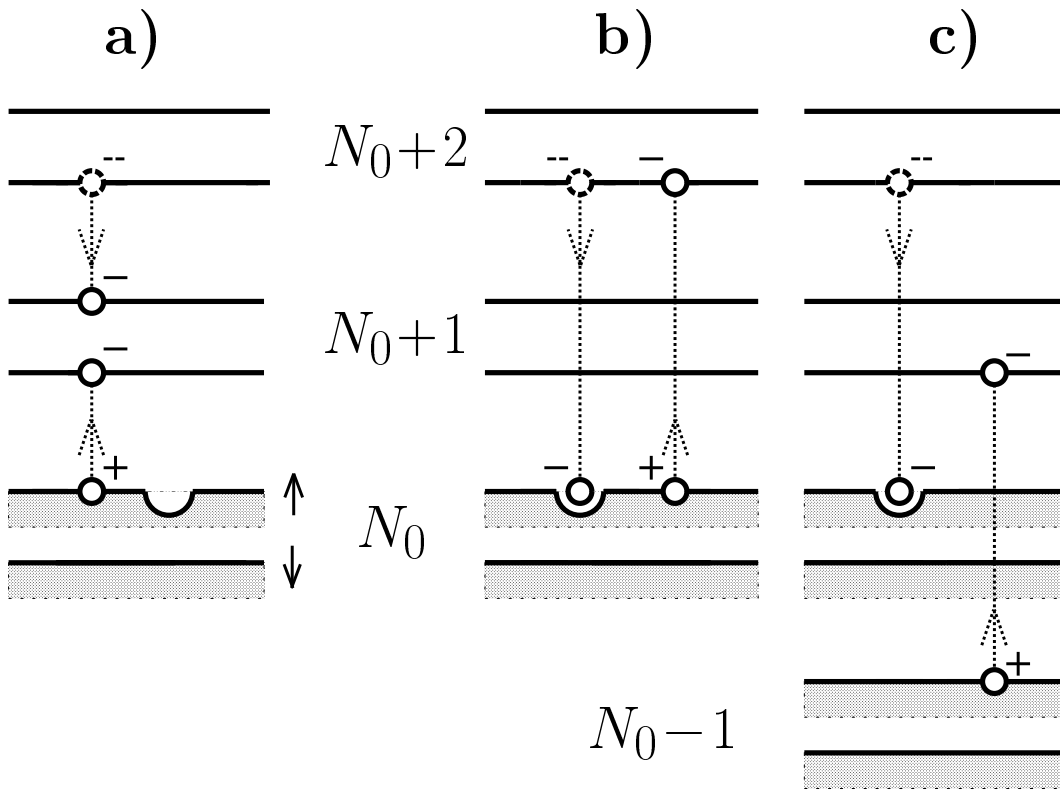 a) b) c)
-- N₀+2 -- − --
−
− N₀+1 −
+ − + −
N₀
+
N₀−1